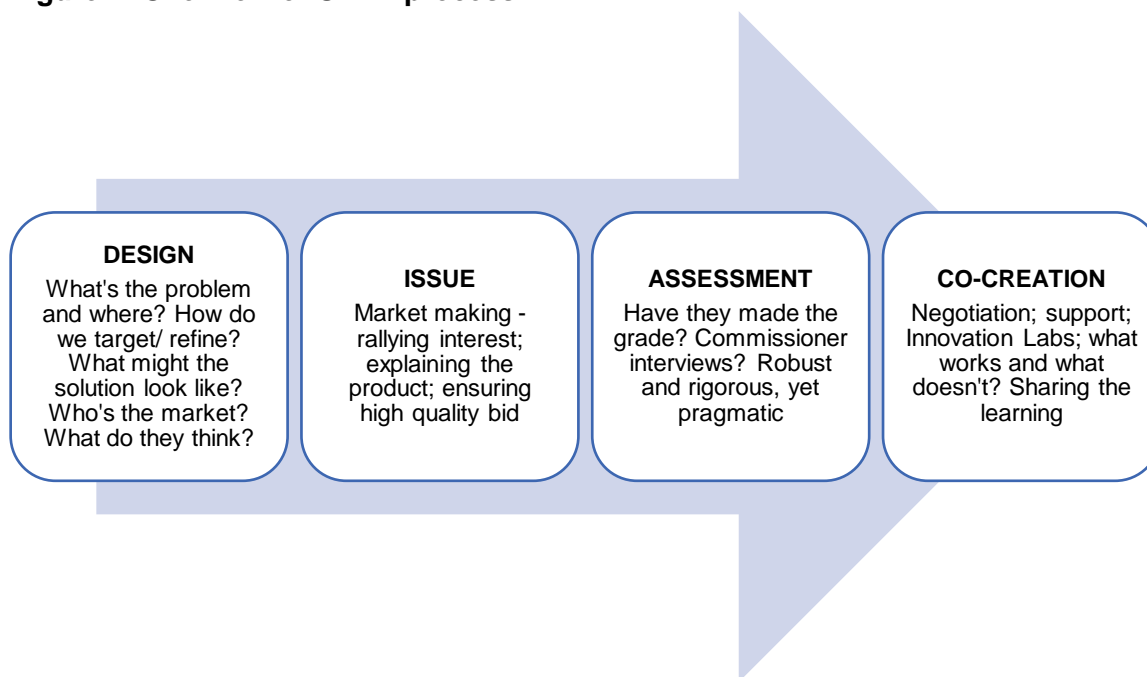 DESIGN
What's the problem
and where? How do
we target/ refine?
What might the
solution look like?
Who's the market?
What do they think?
ISSUE
Market making -
rallying interest;
explaining the
product; ensuring
high quality bid
ASSESSMENT
Have they made the
grade? Commissioner
interviews? Robust
and rigorous, yet
pragmatic
CO-CREATION
Negotiation; support;
Innovation Labs; what
works and what
doesn't? Sharing the
learning